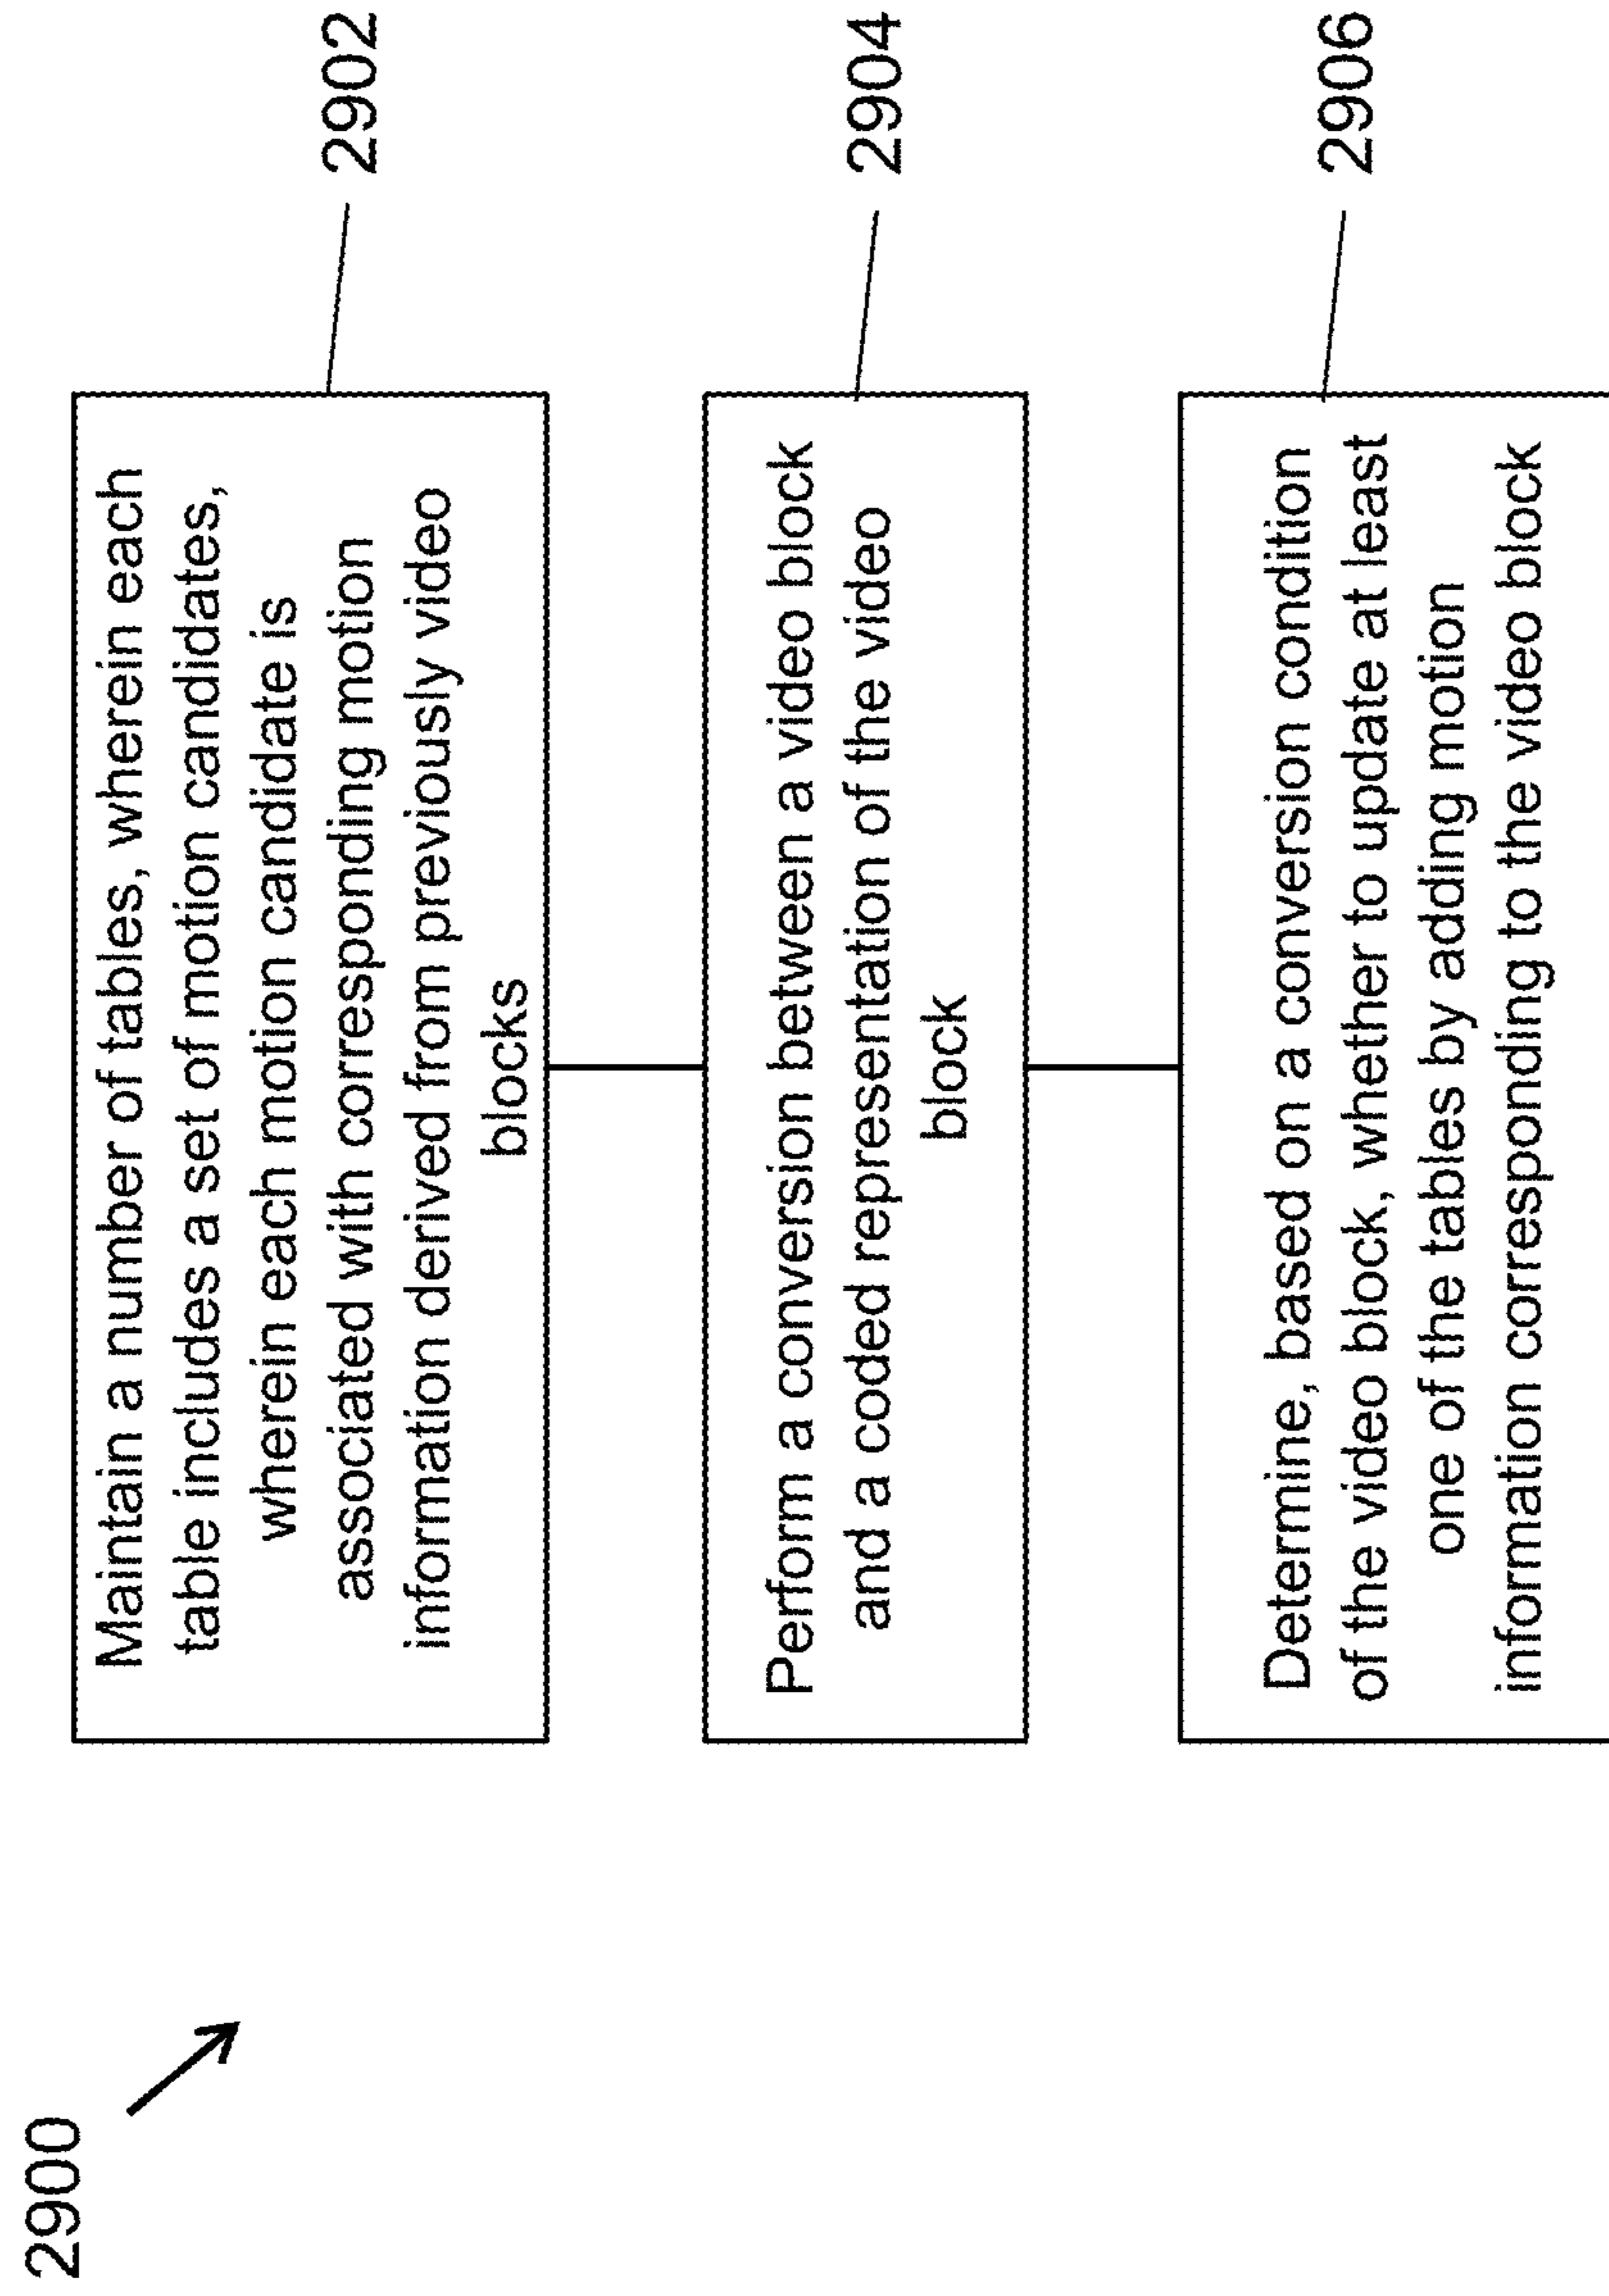 2900
Maintain a number of tables, wherein each
table includes a set of motion candidates,
wherein each motion candidate is
associated with corresponding motion
information derived from previously video
blocks
2902
Perform a conversion between a video block
and a coded representation of the video
block
2904
Determine, based on a conversion condition
of the video block, whether to update at least
one of the tables by adding motion
information corresponding to the video block
2906